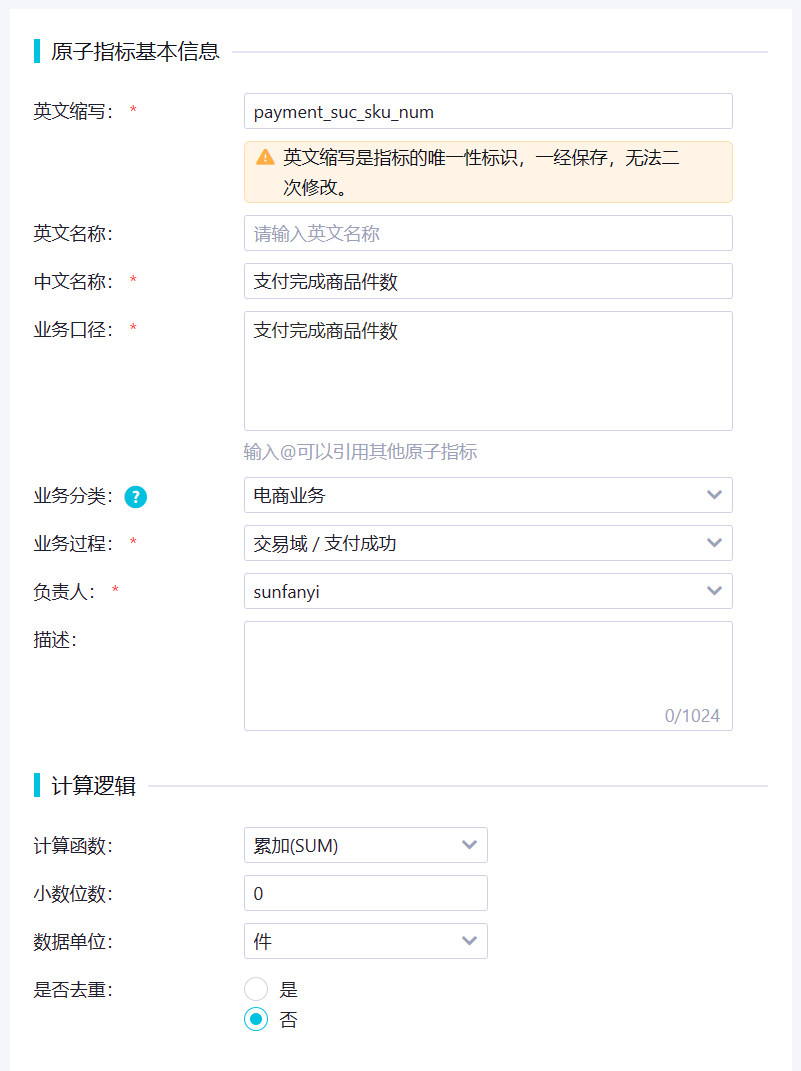 原子指标基本信息
英文缩写： *
payment_suc_sku_num
英文缩写是指标的唯一性标识，一经保存，无法二
次修改。
英文名称：
请输入英文名称
中文名称： *
支付完成商品件数
业务口径： *
支付完成商品件数
输入@可以引用其他原子指标
业务分类： ?
电商业务
业务过程： *
交易域 / 支付成功
负责人： *
sunfanyi
描述：
0/1024
计算逻辑
计算函数：
累加(SUM)
小数位数：
0
数据单位：
件
是否去重：
是
否